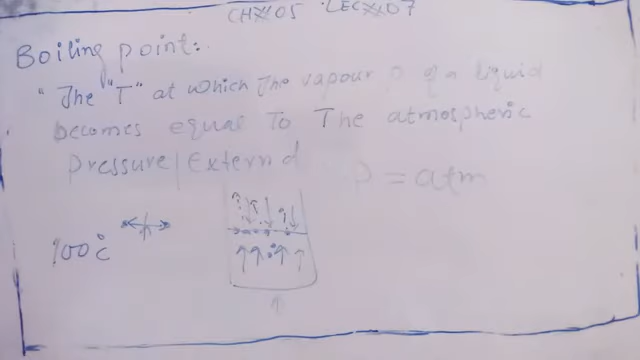 CH#05 LEC#07
Boiling point:
"The "T" at which The vapour P of a liquid
becomes equal To The atmospheric
pressure/External
P = atm
100°C